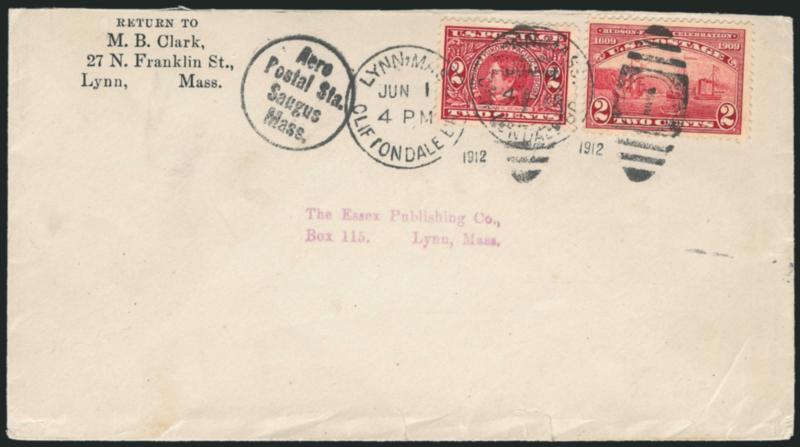 RETURN TO
M. B. Clark,
27 N. Franklin St.,
Lynn, Mass.
Aero
Postal Sta.
Saugus
Mass.
LYNN, MASS.
JUN 1
4 PM
CLIFTONDALE
1912
U.S. POSTAGE
2 2
TWO CENTS
1912
HUDSON- CELEBRATION
1609 1909
U.S. POSTAGE
2 2
TWO CENTS
The Essex Publishing Co.,
Box 115. Lynn, Mass.